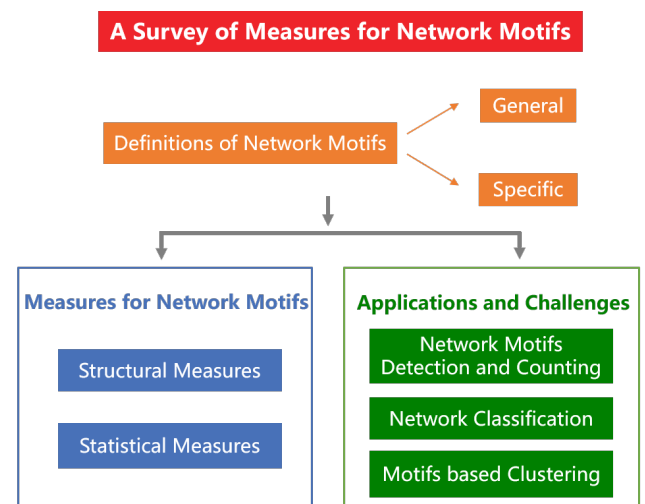 A Survey of Measures for Network Motifs
General
Definitions of Network Motifs
Specific
Measures for Network Motifs
Structural Measures
Statistical Measures
Applications and Challenges
Network Motifs
Detection and Counting
Network Classification
Motifs based Clustering